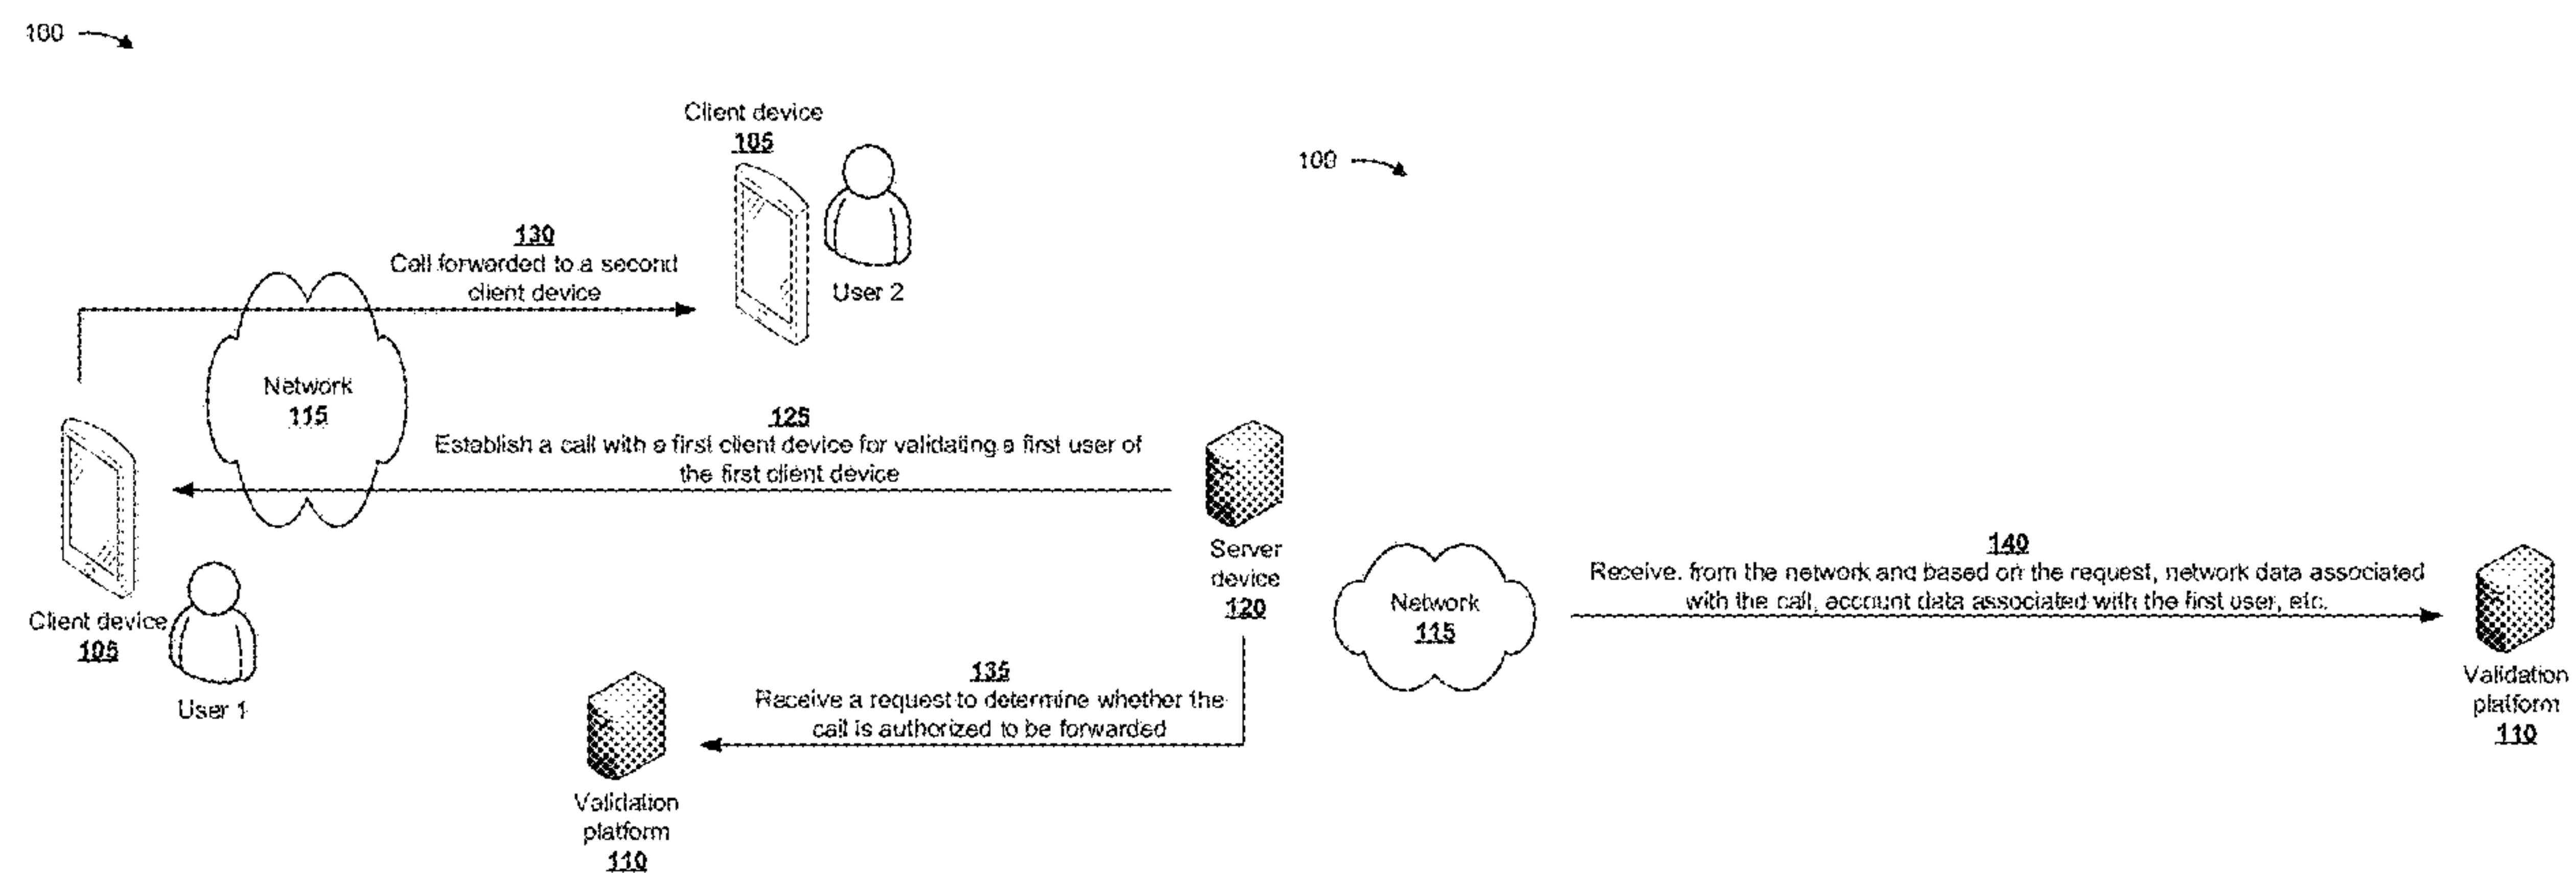 100
Client device
105
100
130
Call forwarded to a second
client device
User 2
Network
115
125
Establish a call with a first client device for validating a first user of
the first client device
Client device
105
User 1
Server
device
120
135
Receive a request to determine whether the
call is authorized to be forwarded
Validation
platform
110
Network
115
140
Receive, from the network and based on the request, network data associated
with the call, account data associated with the first user, etc.
Validation
platform
110